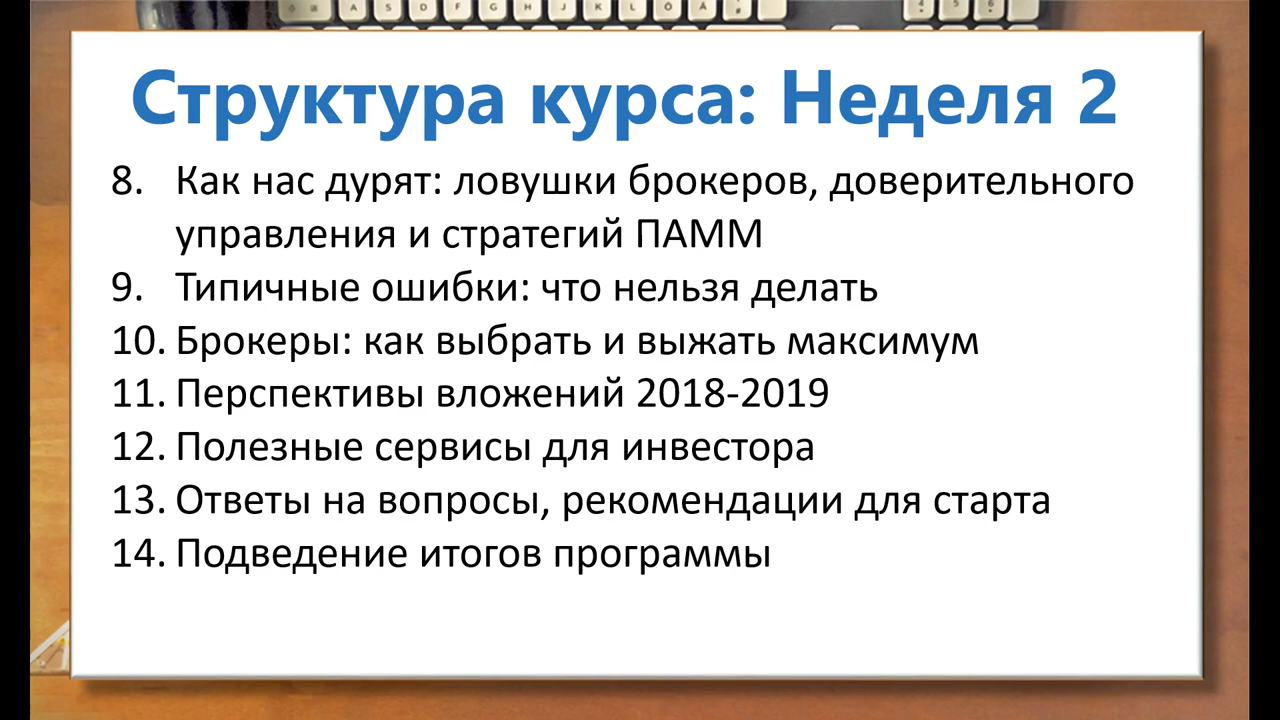 Структура курса: Неделя 2
8. Как нас дурят: ловушки брокеров, доверительного
управления и стратегий ПАММ
9. Типичные ошибки: что нельзя делать
10. Брокеры: как выбрать и выжать максимум
11. Перспективы вложений 2018-2019
12. Полезные сервисы для инвестора
13. Ответы на вопросы, рекомендации для старта
14. Подведение итогов программы